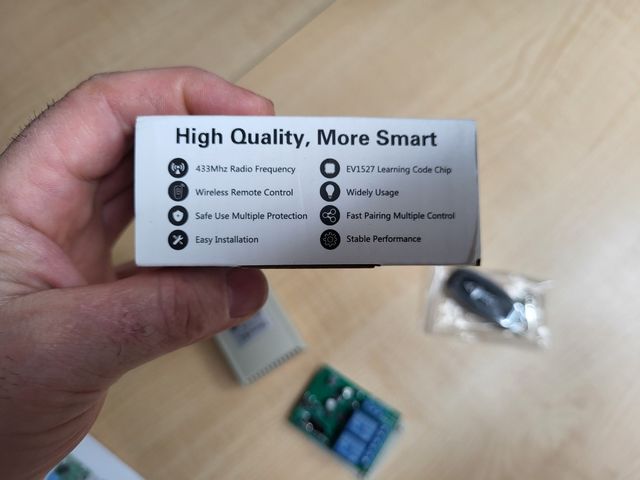 High Quality, More Smart
433Mhz Radio Frequency
EV1527 Learning Code Chip
Wireless Remote Control
Widely Usage
Safe Use Multiple Protection
Fast Pairing Multiple Control
Easy Installation
Stable Performance